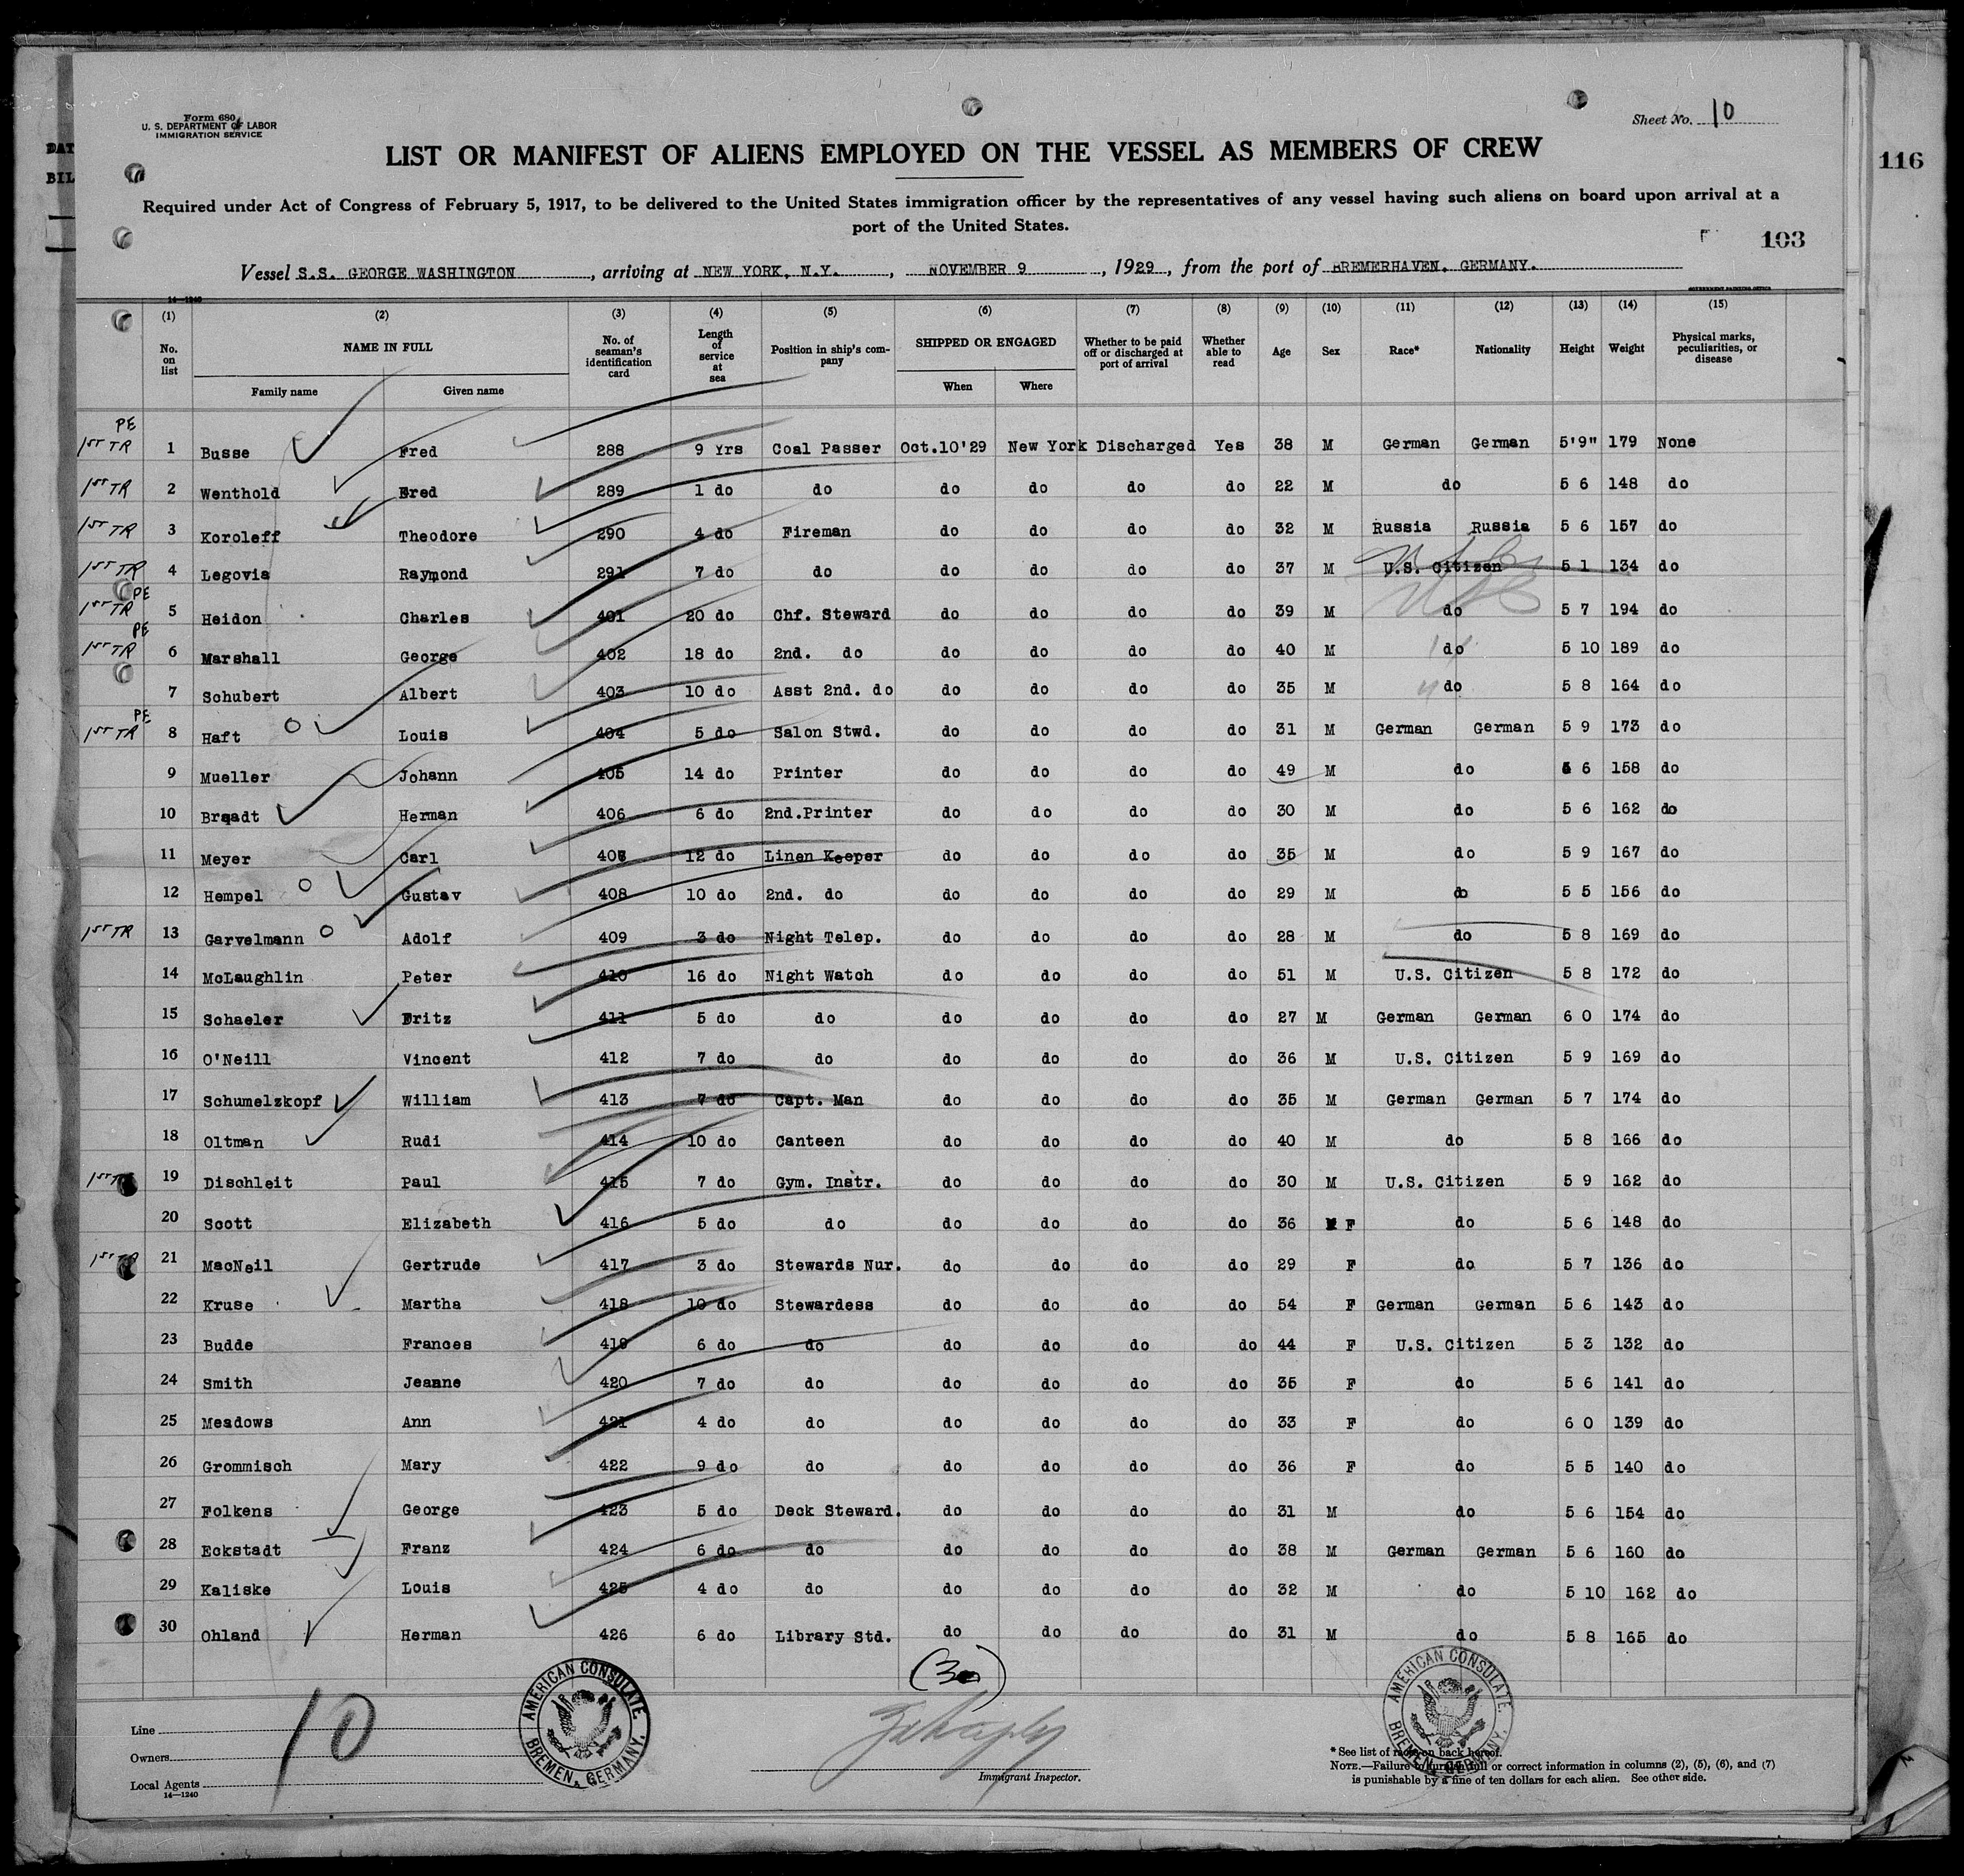 Form 680
U. S. DEPARTMENT OF LABOR
IMMIGRATION SERVICE
Sheet No. 10
DAT
BIL
116
LIST OR MANIFEST OF ALIENS EMPLOYED ON THE VESSEL AS MEMBERS OF CREW
Required under Act of Congress of February 5, 1917, to be delivered to the United States immigration officer by the representatives of any vessel having such aliens on board upon arrival at a
port of the United States.
103
Vessel S.S. GEORGE WASHINGTON, arriving at NEW YORK, N.Y., NOVEMBER 9, 1929, from the port of BREMERHAVEN, GERMANY.
14—1240 GOVERNMENT PRINTING OFFICE
(1) (2) (3) (4) (5) (6) (7) (8) (9) (10) (11) (12) (13) (14) (15)
No. on list NAME IN FULL No. of seaman's identification card Length of service at sea Position in ship's company SHIPPED OR ENGAGED Whether to be paid off or discharged at port of arrival Whether able to read Age Sex Race* Nationality Height Weight Physical marks, peculiarities, or disease
Family name Given name When Where
PE
1st TR 1 Busse Fred 288 9 Yrs Coal Passer Oct.10'29 New York Discharged Yes 38 M German German 5'9" 179 None
1st TR 2 Wenthold Fred 289 1 do do do do do do 22 M do 5 6 148 do
1st TR 3 Koroleff Theodore 290 4 do Fireman do do do do 32 M Russia Russia 5 6 157 do
1st TR 4 Legovis Raymond 291 7 do do do do do do 37 M U.S. Citizen 5 1 134 do
PE
1st TR 5 Heidon Charles 401 20 do Chf. Steward do do do do 39 M do 5 7 194 do
PE
1st TR 6 Marshall George 402 18 do 2nd. do do do do do 40 M do 5 10 189 do
7 Schubert Albert 403 10 do Asst 2nd. do do do do do 35 M do 5 8 164 do
PE
1st TR 8 Haft Louis 404 5 do Salon Stwd. do do do do 31 M German German 5 9 173 do
9 Mueller Johann 405 14 do Printer do do do do 49 M do 5 6 158 do
10 Braadt Herman 406 6 do 2nd.Printer do do do do 30 M do 5 6 162 do
11 Meyer Carl 407 12 do Linen Keeper do do do do 35 M do 5 9 167 do
12 Hempel Gustav 408 10 do 2nd. do do do do do 29 M do 5 5 156 do
1st TR 13 Garvelmann Adolf 409 3 do Night Telep. do do do do 28 M do 5 8 169 do
14 McLaughlin Peter 410 16 do Night Watch do do do do 51 M U.S. Citizen 5 8 172 do
15 Schaeler Fritz 411 5 do do do do do do 27 M German German 6 0 174 do
16 O'Neill Vincent 412 7 do do do do do do 36 M U.S. Citizen 5 9 169 do
17 Schumelzkopf William 413 7 do Capt. Man do do do do 35 M German German 5 7 174 do
18 Oltman Rudi 414 10 do Canteen do do do do 40 M do 5 8 166 do
1st TR 19 Dischleit Paul 415 7 do Gym. Instr. do do do do 30 M U.S. Citizen 5 9 162 do
20 Scott Elizabeth 416 5 do do do do do do 36 F do 5 6 148 do
1st TR 21 MacNeil Gertrude 417 3 do Stewards Nur. do do do do 29 F do 5 7 136 do
22 Kruse Martha 418 10 do Stewardess do do do do 54 F German German 5 6 143 do
23 Budde Frances 419 6 do do do do do do 44 F U.S. Citizen 5 3 132 do
24 Smith Jeanne 420 7 do do do do do do 35 F do 5 6 141 do
25 Meadows Ann 421 4 do do do do do do 33 F do 6 0 139 do
26 Grommisch Mary 422 9 do do do do do do 36 F do 5 5 140 do
27 Folkens George 423 5 do Deck Steward. do do do do 31 M do 5 6 154 do
28 Eckstadt Franz 424 6 do do do do do do 38 M German German 5 6 160 do
29 Kaliske Louis 425 4 do do do do do do 32 M do 5 10 162 do
30 Ohland Herman 426 6 do Library Std. do do do do 31 M do 5 8 165 do
(30)
10
AMERICAN CONSULATE. BREMEN, GERMANY.
AMERICAN CONSULATE. BREMEN, GERMANY.
Line
Owners
Local Agents
14—1240
Immigrant Inspector.
* See list of races on back hereof.
NOTE.—Failure to furnish full or correct information in columns (2), (5), (6), and (7)
is punishable by a fine of ten dollars for each alien. See other side.